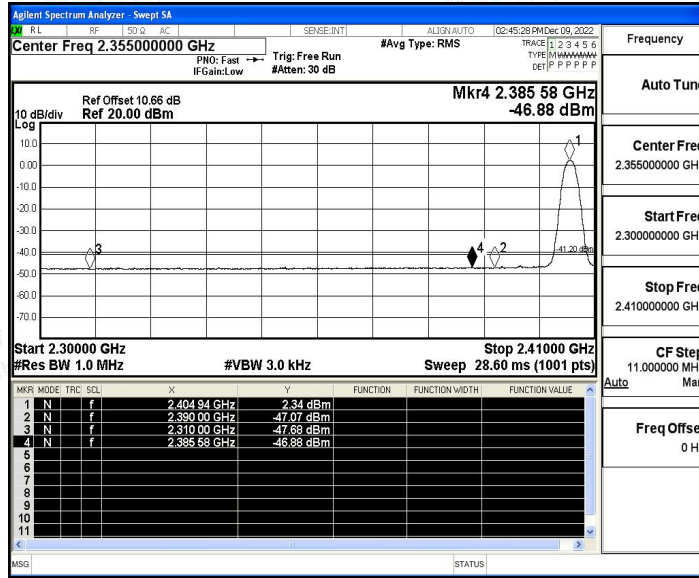 Agilent Spectrum Analyzer - Swept SA
RL RF 50 Ω AC SENSE:INT ALIGN AUTO 02:45:28 PM Dec 09, 2022
Center Freq 2.355000000 GHz
PNO: Fast
IFGain:Low
Trig: Free Run
#Atten: 30 dB
#Avg Type: RMS
TRACE 1 2 3 4 5 6
TYPE M W W W W W
DET P P P P P P
Frequency
Auto Tune
Ref Offset 10.66 dB
10 dB/div Ref 20.00 dBm
Log
Mkr4 2.385 58 GHz
-46.88 dBm
10.0
0.00
-10.0
-20.0
-30.0
-40.0
-50.0
-60.0
-70.0
1
3
4
2
-41.20 dBm
Start 2.30000 GHz Stop 2.41000 GHz
#Res BW 1.0 MHz #VBW 3.0 kHz Sweep 28.60 ms (1001 pts)
Center Freq
2.355000000 GH
Start Freq
2.300000000 GH
Stop Freq
2.410000000 GH
CF Step
11.000000 MH
Auto Ma
Freq Offse
0 H
MKR MODE TRC SCL X Y FUNCTION FUNCTION WIDTH FUNCTION VALUE
1 N f 2.404 94 GHz 2.34 dBm
2 N f 2.390 00 GHz -47.07 dBm
3 N f 2.310 00 GHz -47.68 dBm
4 N f 2.385 58 GHz -46.88 dBm
5
6
7
8
9
10
11
MSG STATUS